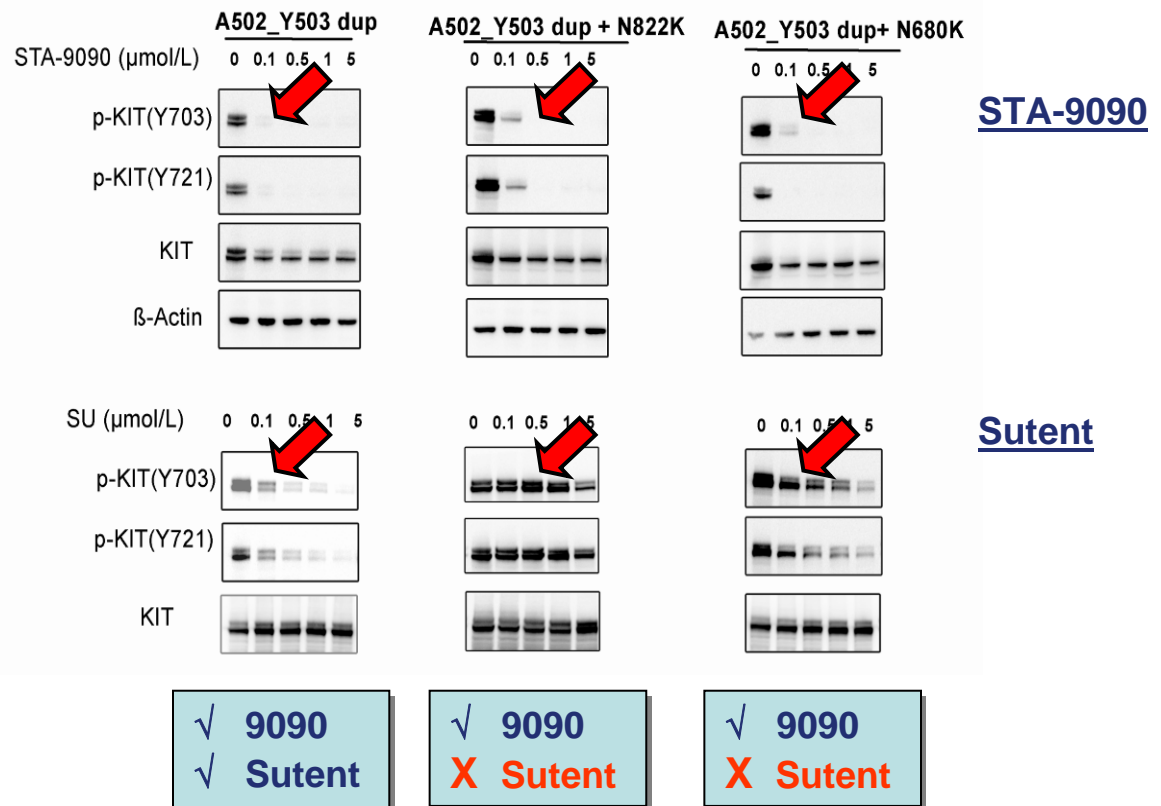 A502_Y503 dup
A502_Y503 dup + N822K
A502_Y503 dup+ N680K
STA-9090 (µmol/L)
0 0.1 0.5 1 5
0 0.1 0.5 1 5
0 0.1 0.5 1 5
STA-9090
p-KIT(Y703)
p-KIT(Y721)
KIT
ß-Actin
SU (µmol/L)
0 0.1 0.5 1 5
0 0.1 0.5 1 5
0 0.1 0.5 5
Sutent
p-KIT(Y703)
p-KIT(Y721)
KIT
√ 9090
√ Sutent
√ 9090
X Sutent
√ 9090
X Sutent